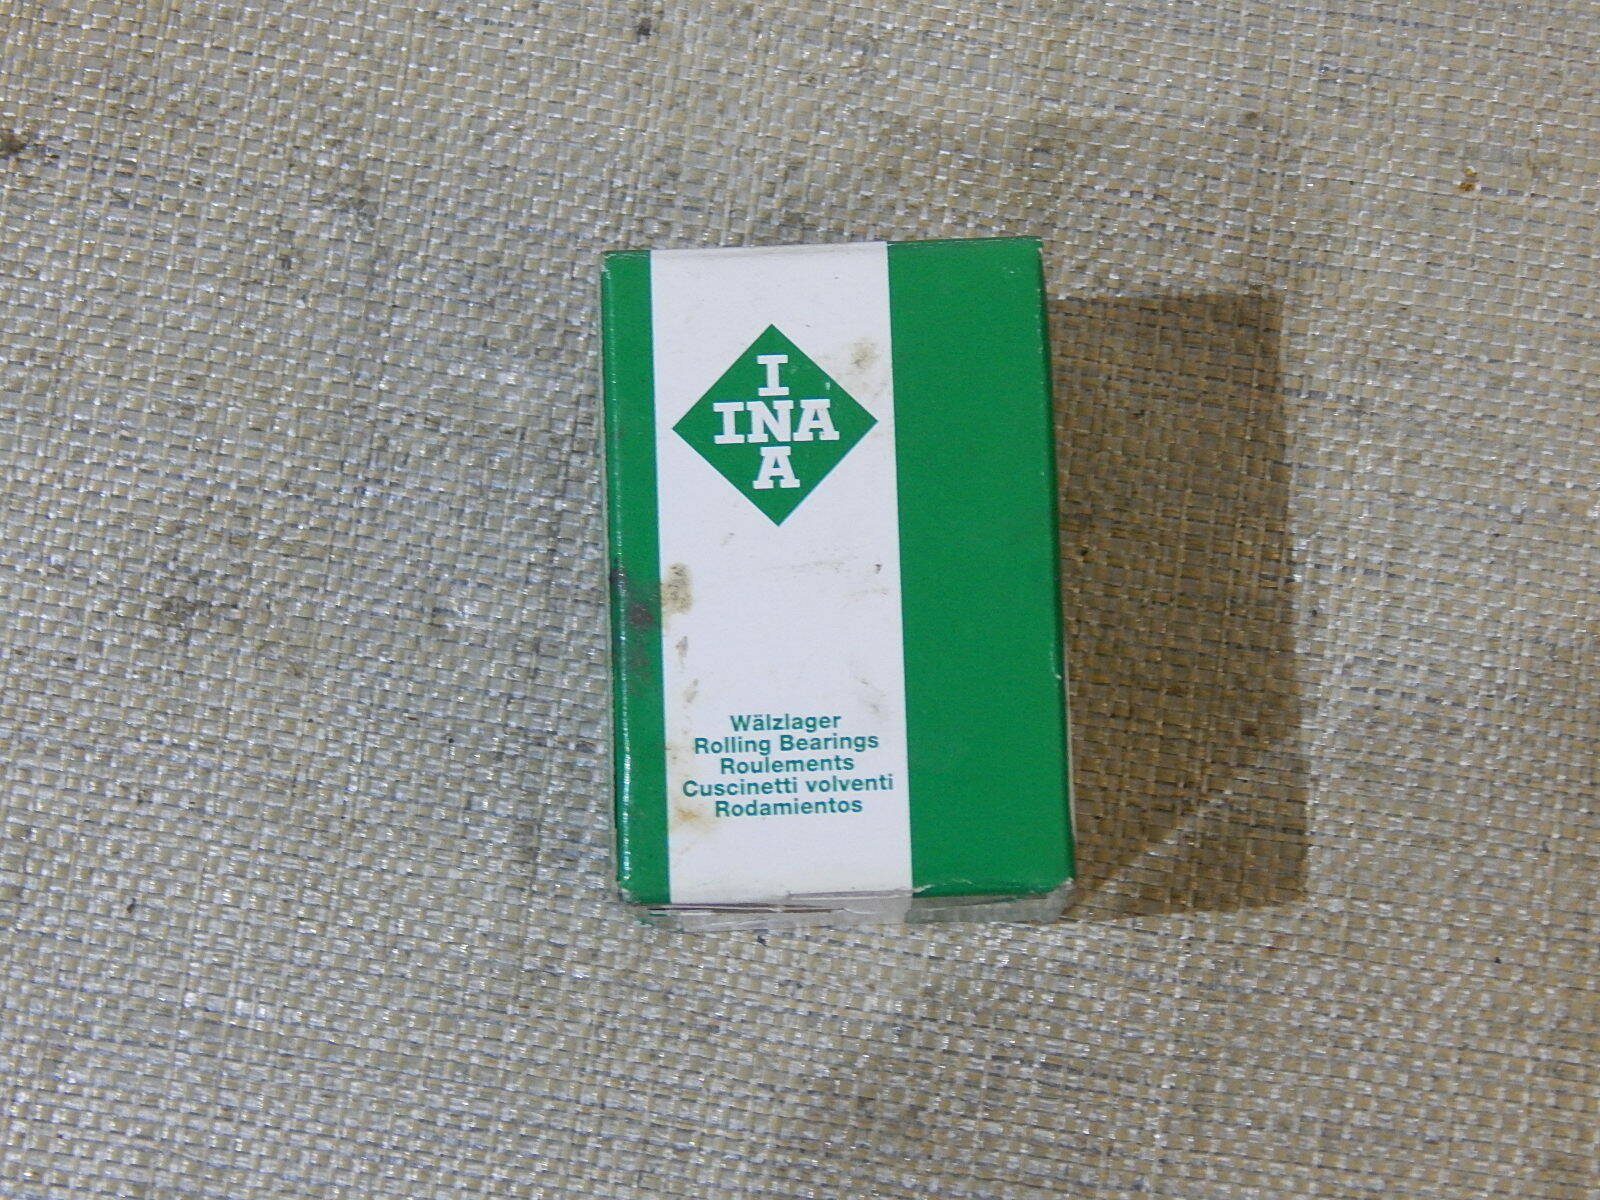 I
INA
A
Wälzlager
Rolling Bearings
Roulements
Cuscinetti volventi
Rodamientos